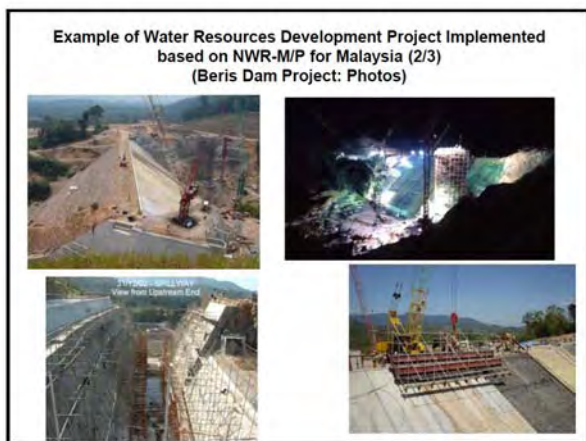 Example of Water Resources Development Project Implemented
based on NWR-M/P for Malaysia (2/3)
(Beris Dam Project: Photos)
SPILLWAY
View from Upstream End